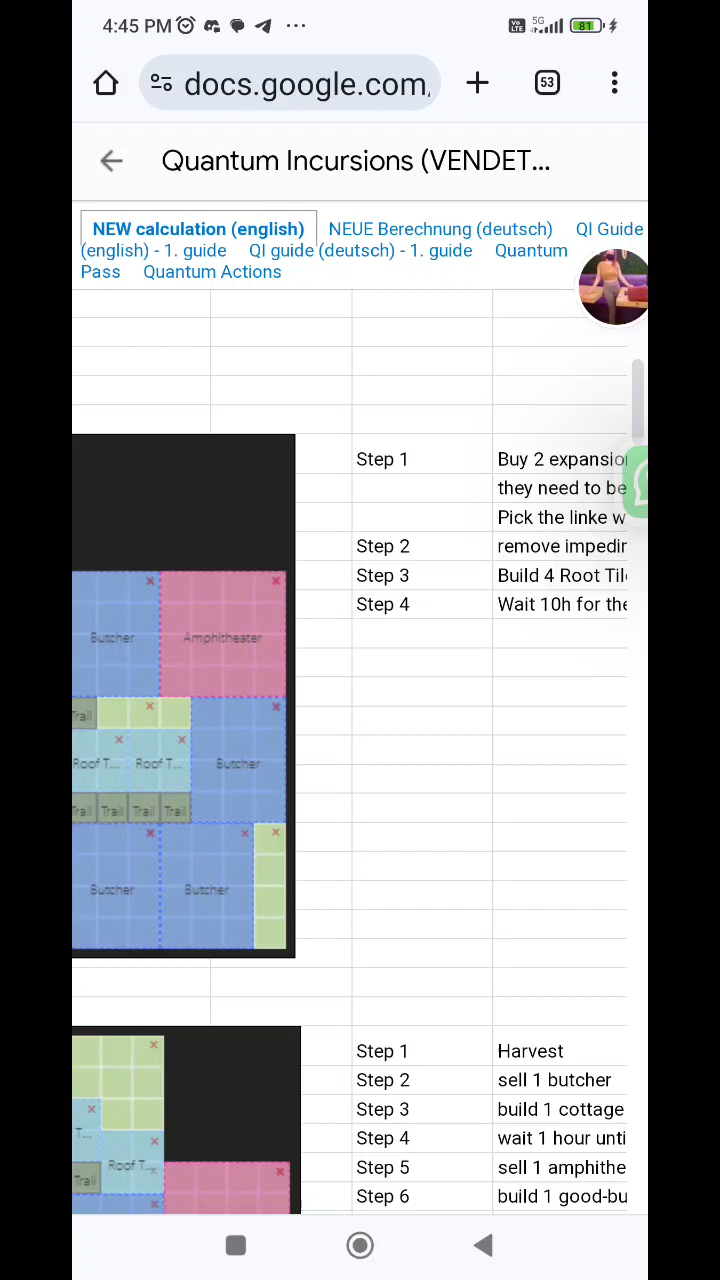 4:45 PM
Vo LTE 5G 81
docs.google.com,
53
Quantum Incursions (VENDET...
NEW calculation (english) NEUE Berechnung (deutsch) QI Guide
(english) - 1. guide QI guide (deutsch) - 1. guide Quantum
Pass Quantum Actions
Step 1 Buy 2 expansio
they need to be
Pick the linke w
Step 2 remove impedir
Step 3 Build 4 Root Tile
Step 4 Wait 10h for the
Butcher Amphitheater
Trail
Roof T... Roof T... Butcher
Trail Trail Trail Trail
Butcher Butcher
Step 1 Harvest
Step 2 sell 1 butcher
Step 3 build 1 cottage
Step 4 wait 1 hour unti
Step 5 sell 1 amphithe
Step 6 build 1 good-bu
T...
Roof T...
Trail